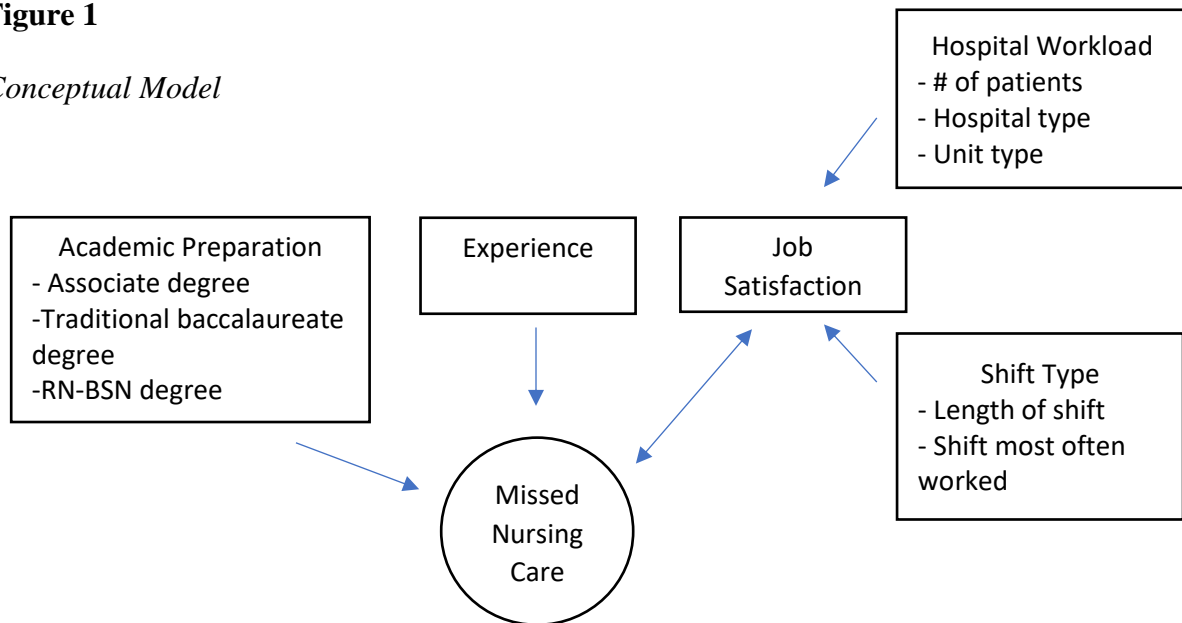 Figure 1
Conceptual Model
Hospital Workload
- # of patients
- Hospital type
- Unit type
Academic Preparation
- Associate degree
-Traditional baccalaureate
degree
-RN-BSN degree
Experience
Job
Satisfaction
Shift Type
- Length of shift
- Shift most often
worked
Missed
Nursing
Care